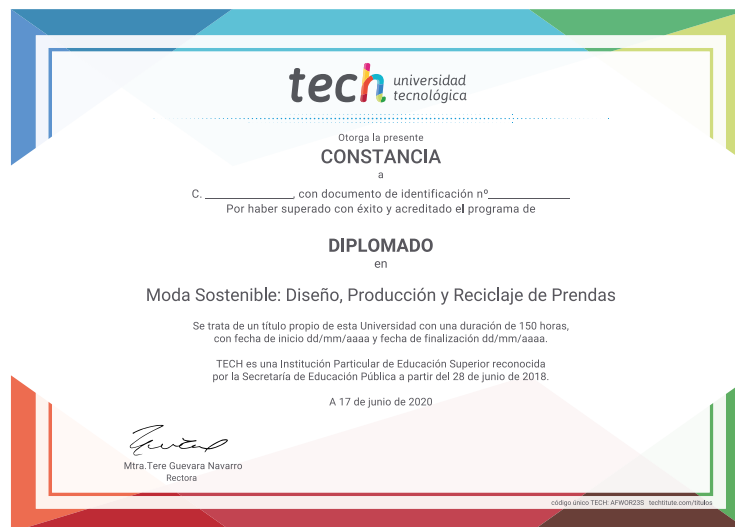 tech universidad
tecnológica
Otorga la presente
CONSTANCIA
a
C. ______________, con documento de identificación nº______________
Por haber superado con éxito y acreditado el programa de
DIPLOMADO
en
Moda Sostenible: Diseño, Producción y Reciclaje de Prendas
Se trata de un título propio de esta Universidad con una duración de 150 horas,
con fecha de inicio dd/mm/aaaa y fecha de finalización dd/mm/aaaa.
TECH es una Institución Particular de Educación Superior reconocida
por la Secretaría de Educación Pública a partir del 28 de junio de 2018.
A 17 de junio de 2020
Mtra.Tere Guevara Navarro
Rectora
código único TECH: AFWOR23S techtitute.com/titulos